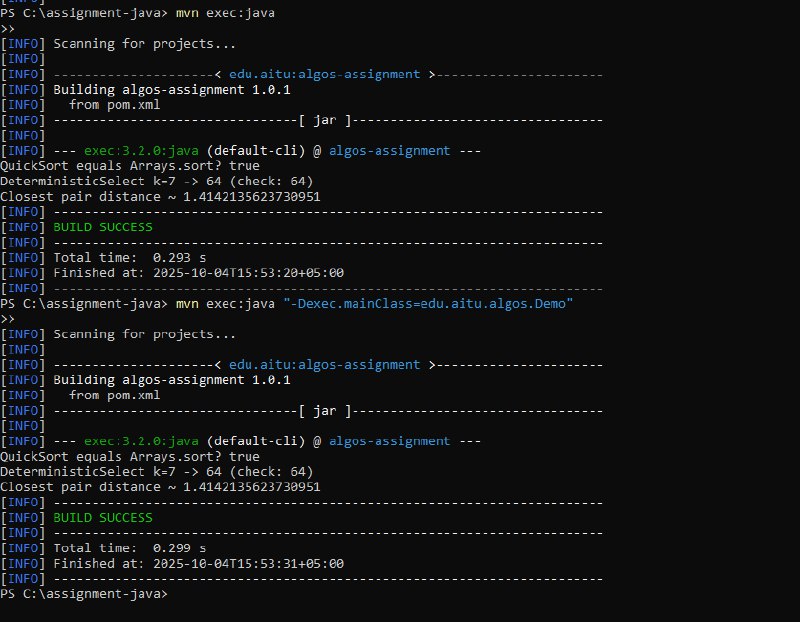 PS C:\assignment-java> mvn exec:java
>>
[INFO] Scanning for projects...
[INFO]
[INFO] ---------------------< edu.aitu:algos-assignment >----------------------
[INFO] Building algos-assignment 1.0.1
[INFO]   from pom.xml
[INFO] --------------------------------[ jar ]---------------------------------
[INFO]
[INFO] --- exec:3.2.0:java (default-cli) @ algos-assignment ---
QuickSort equals Arrays.sort? true
DeterministicSelect k=7 -> 64 (check: 64)
Closest pair distance ~ 1.4142135623730951
[INFO] ------------------------------------------------------------------------
[INFO] BUILD SUCCESS
[INFO] ------------------------------------------------------------------------
[INFO] Total time:  0.293 s
[INFO] Finished at: 2025-10-04T15:53:20+05:00
[INFO] ------------------------------------------------------------------------
PS C:\assignment-java> mvn exec:java "-Dexec.mainClass=edu.aitu.algos.Demo"
>>
[INFO] Scanning for projects...
[INFO]
[INFO] ---------------------< edu.aitu:algos-assignment >----------------------
[INFO] Building algos-assignment 1.0.1
[INFO]   from pom.xml
[INFO] --------------------------------[ jar ]---------------------------------
[INFO]
[INFO] --- exec:3.2.0:java (default-cli) @ algos-assignment ---
QuickSort equals Arrays.sort? true
DeterministicSelect k=7 -> 64 (check: 64)
Closest pair distance ~ 1.4142135623730951
[INFO] ------------------------------------------------------------------------
[INFO] BUILD SUCCESS
[INFO] ------------------------------------------------------------------------
[INFO] Total time:  0.299 s
[INFO] Finished at: 2025-10-04T15:53:31+05:00
[INFO] ------------------------------------------------------------------------
PS C:\assignment-java>